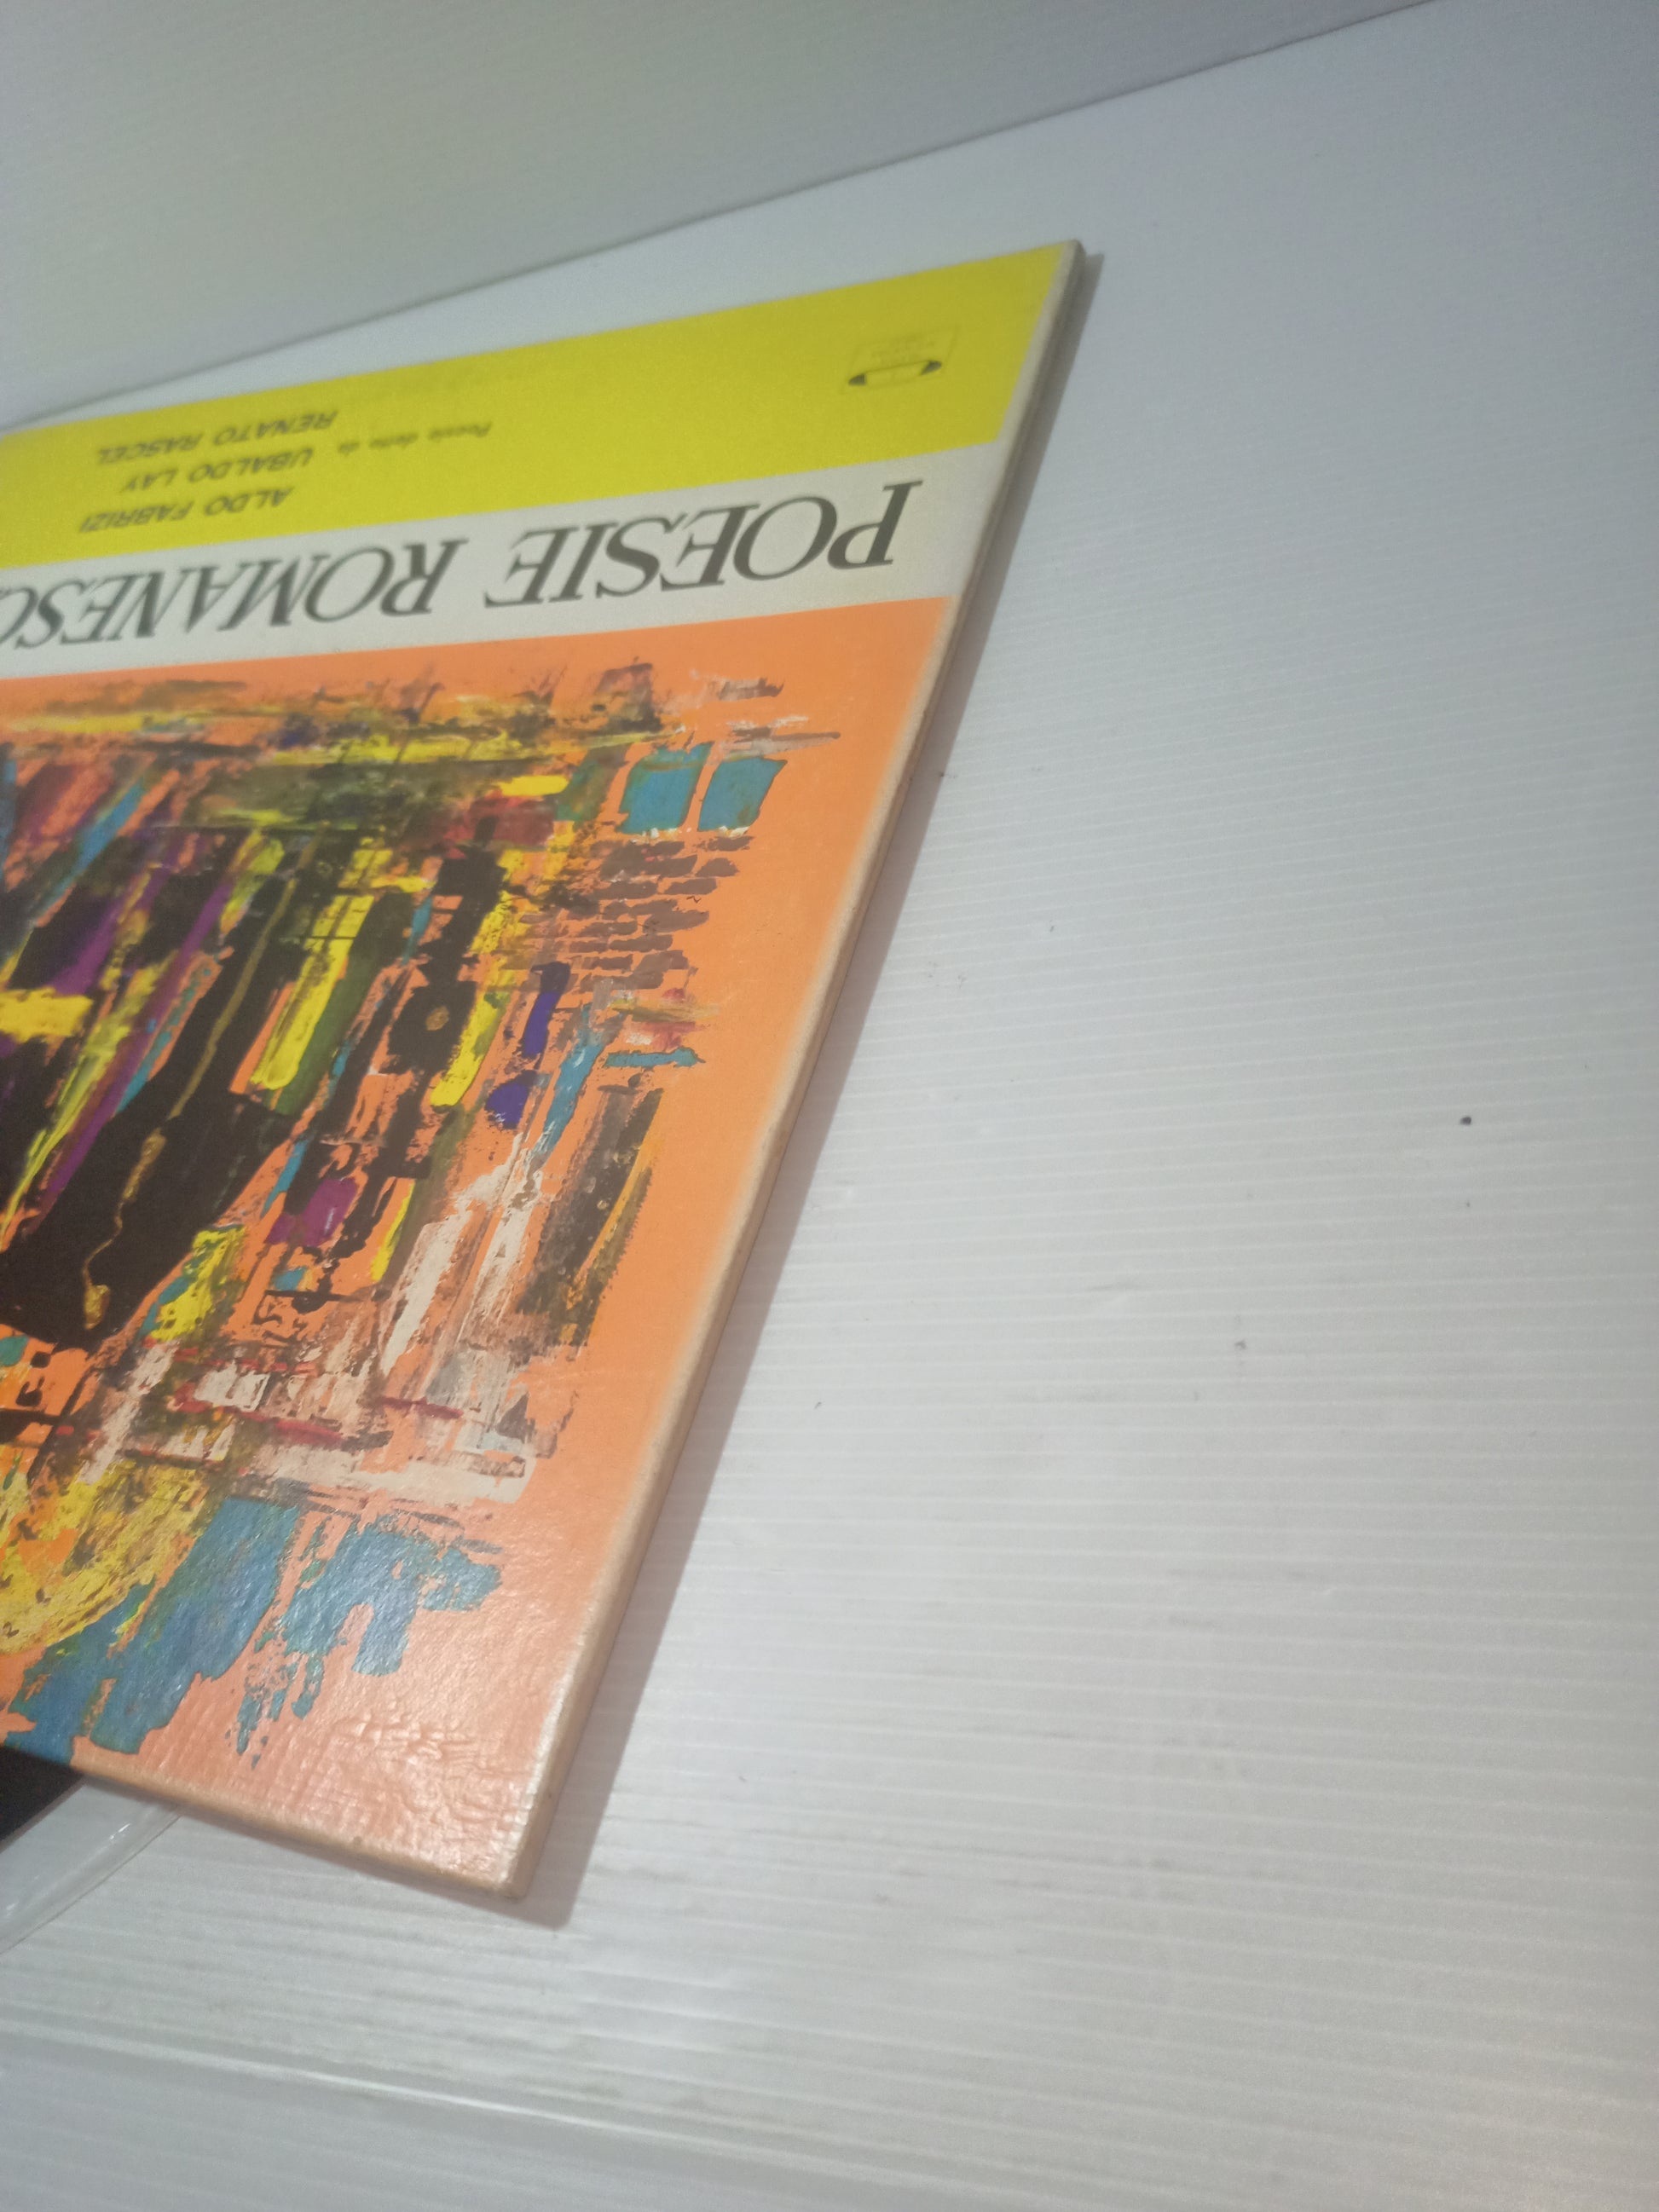 POESIE ROMANESC
ALDO FABRIZI
Poesie dette da UBALDO LAY
RENATO RASCEL